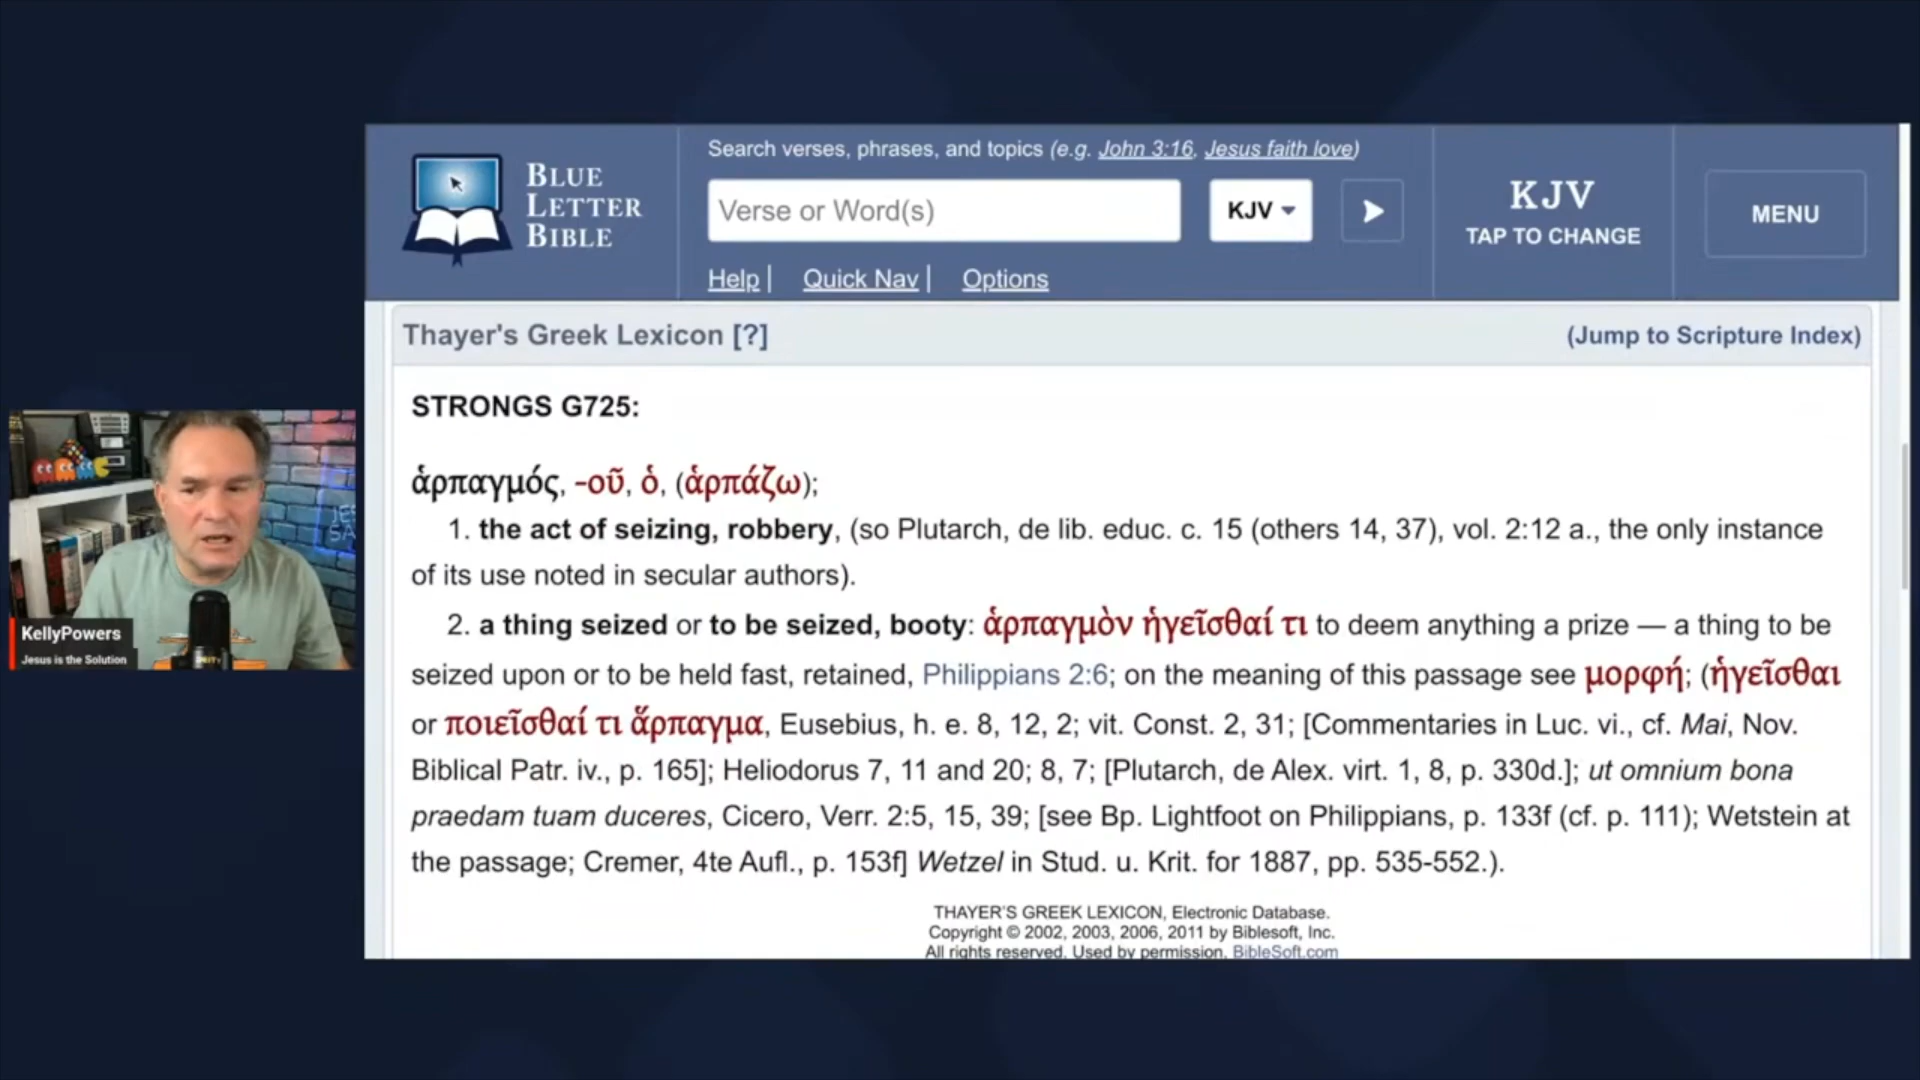 Search verses, phrases, and topics (e.g. John 3:16, Jesus faith love)
BLUE
LETTER
BIBLE
Verse or Word(s)
KJV
KJV
TAP TO CHANGE
MENU
Help |
Quick Nav |
Options
Thayer's Greek Lexicon [?]
(Jump to Scripture Index)
STRONGS G725:
ἁρπαγμός, -οῦ, ὁ, (ἁρπάζω);
1. the act of seizing, robbery, (so Plutarch, de lib. educ. c. 15 (others 14, 37), vol. 2:12 a., the only instance
of its use noted in secular authors).
2. a thing seized or to be seized, booty: ἁρπαγμὸν ἡγεῖσθαί τι to deem anything a prize — a thing to be
seized upon or to be held fast, retained, Philippians 2:6; on the meaning of this passage see μορφή; (ἡγεῖσθαι
or ποιεῖσθαί τι ἅρπαγμα, Eusebius, h. e. 8, 12, 2; vit. Const. 2, 31; [Commentaries in Luc. vi., cf. Mai, Nov.
Biblical Patr. iv., p. 165]; Heliodorus 7, 11 and 20; 8, 7; [Plutarch, de Alex. virt. 1, 8, p. 330d.]; ut omnium bona
praedam tuam duceres, Cicero, Verr. 2:5, 15, 39; [see Bp. Lightfoot on Philippians, p. 133f (cf. p. 111); Wetstein at
the passage; Cremer, 4te Aufl., p. 153f] Wetzel in Stud. u. Krit. for 1887, pp. 535-552.).
THAYER'S GREEK LEXICON, Electronic Database.
Copyright © 2002, 2003, 2006, 2011 by Biblesoft, Inc.
All rights reserved. Used by permission. BibleSoft.com
KellyPowers
Jesus is the Solution